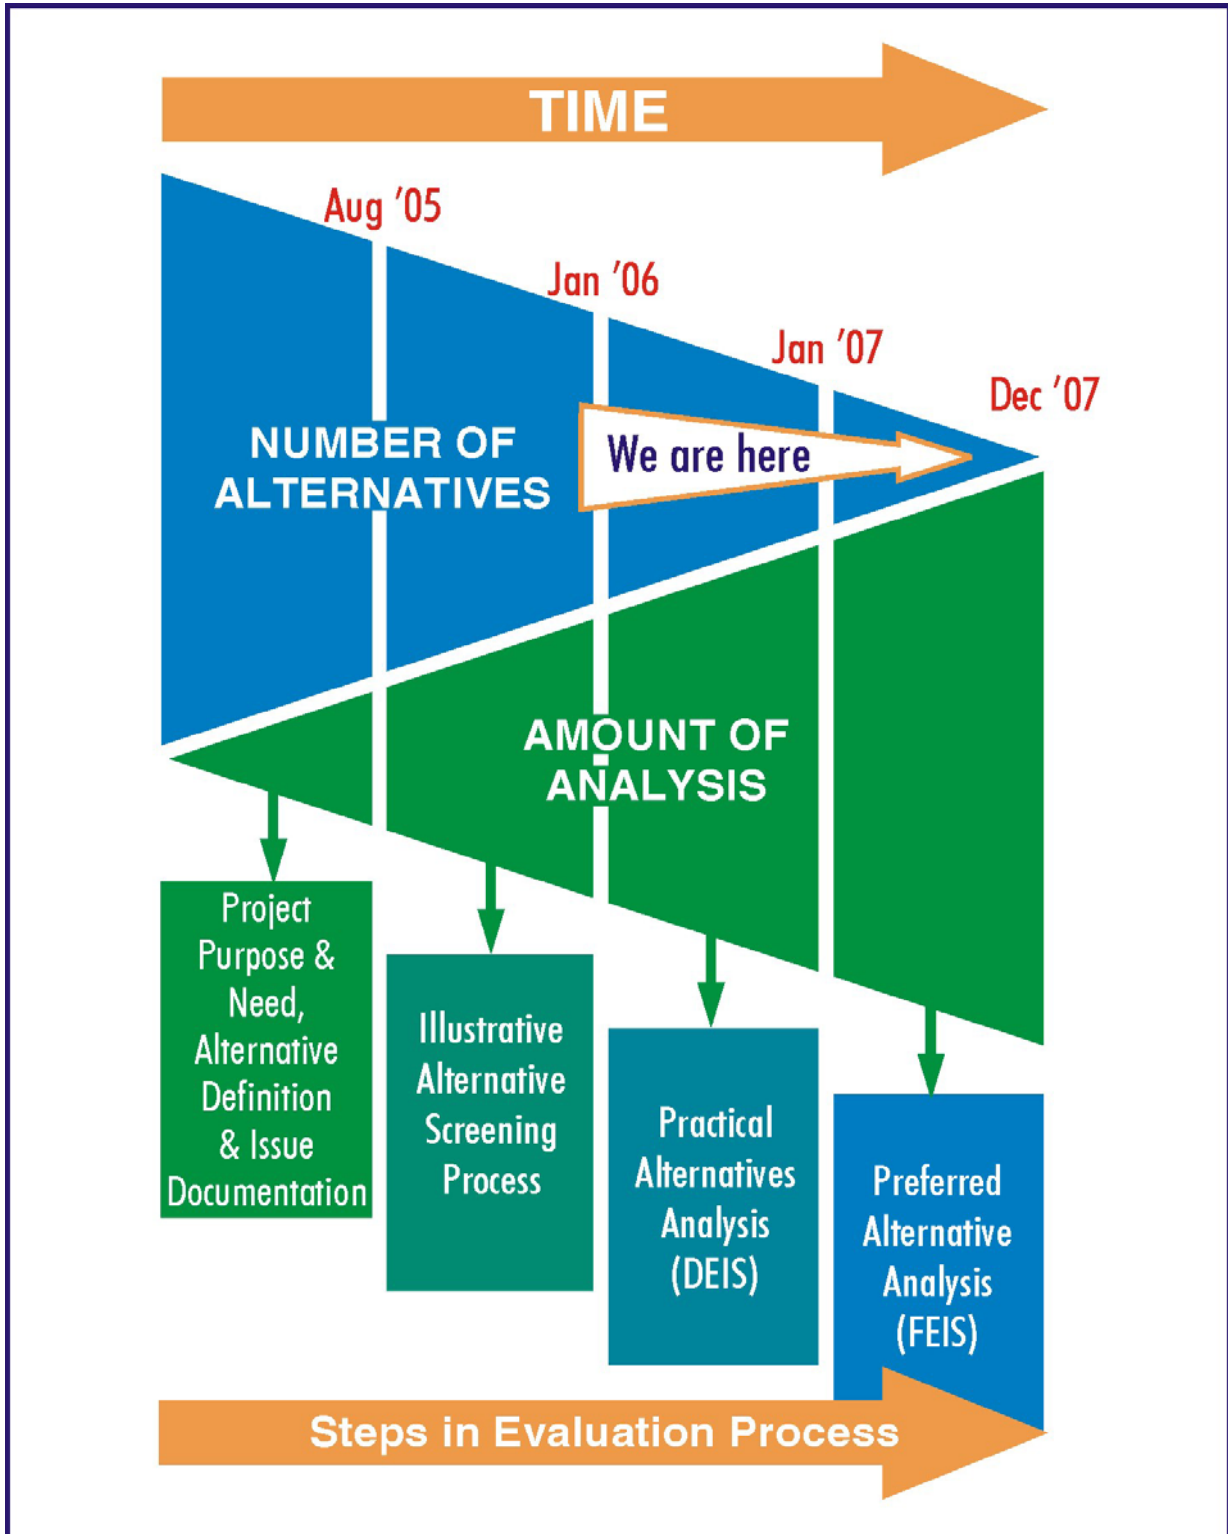 TIME
Aug '05
Jan '06
Jan '07
Dec '07
NUMBER OF
ALTERNATIVES
We are here
AMOUNT OF
ANALYSIS
Project
Purpose &
Need,
Alternative
Definition
& Issue
Documentation
Illustrative
Alternative
Screening
Process
Practical
Alternatives
Analysis
(DEIS)
Preferred
Alternative
Analysis
(FEIS)
Steps in Evaluation Process